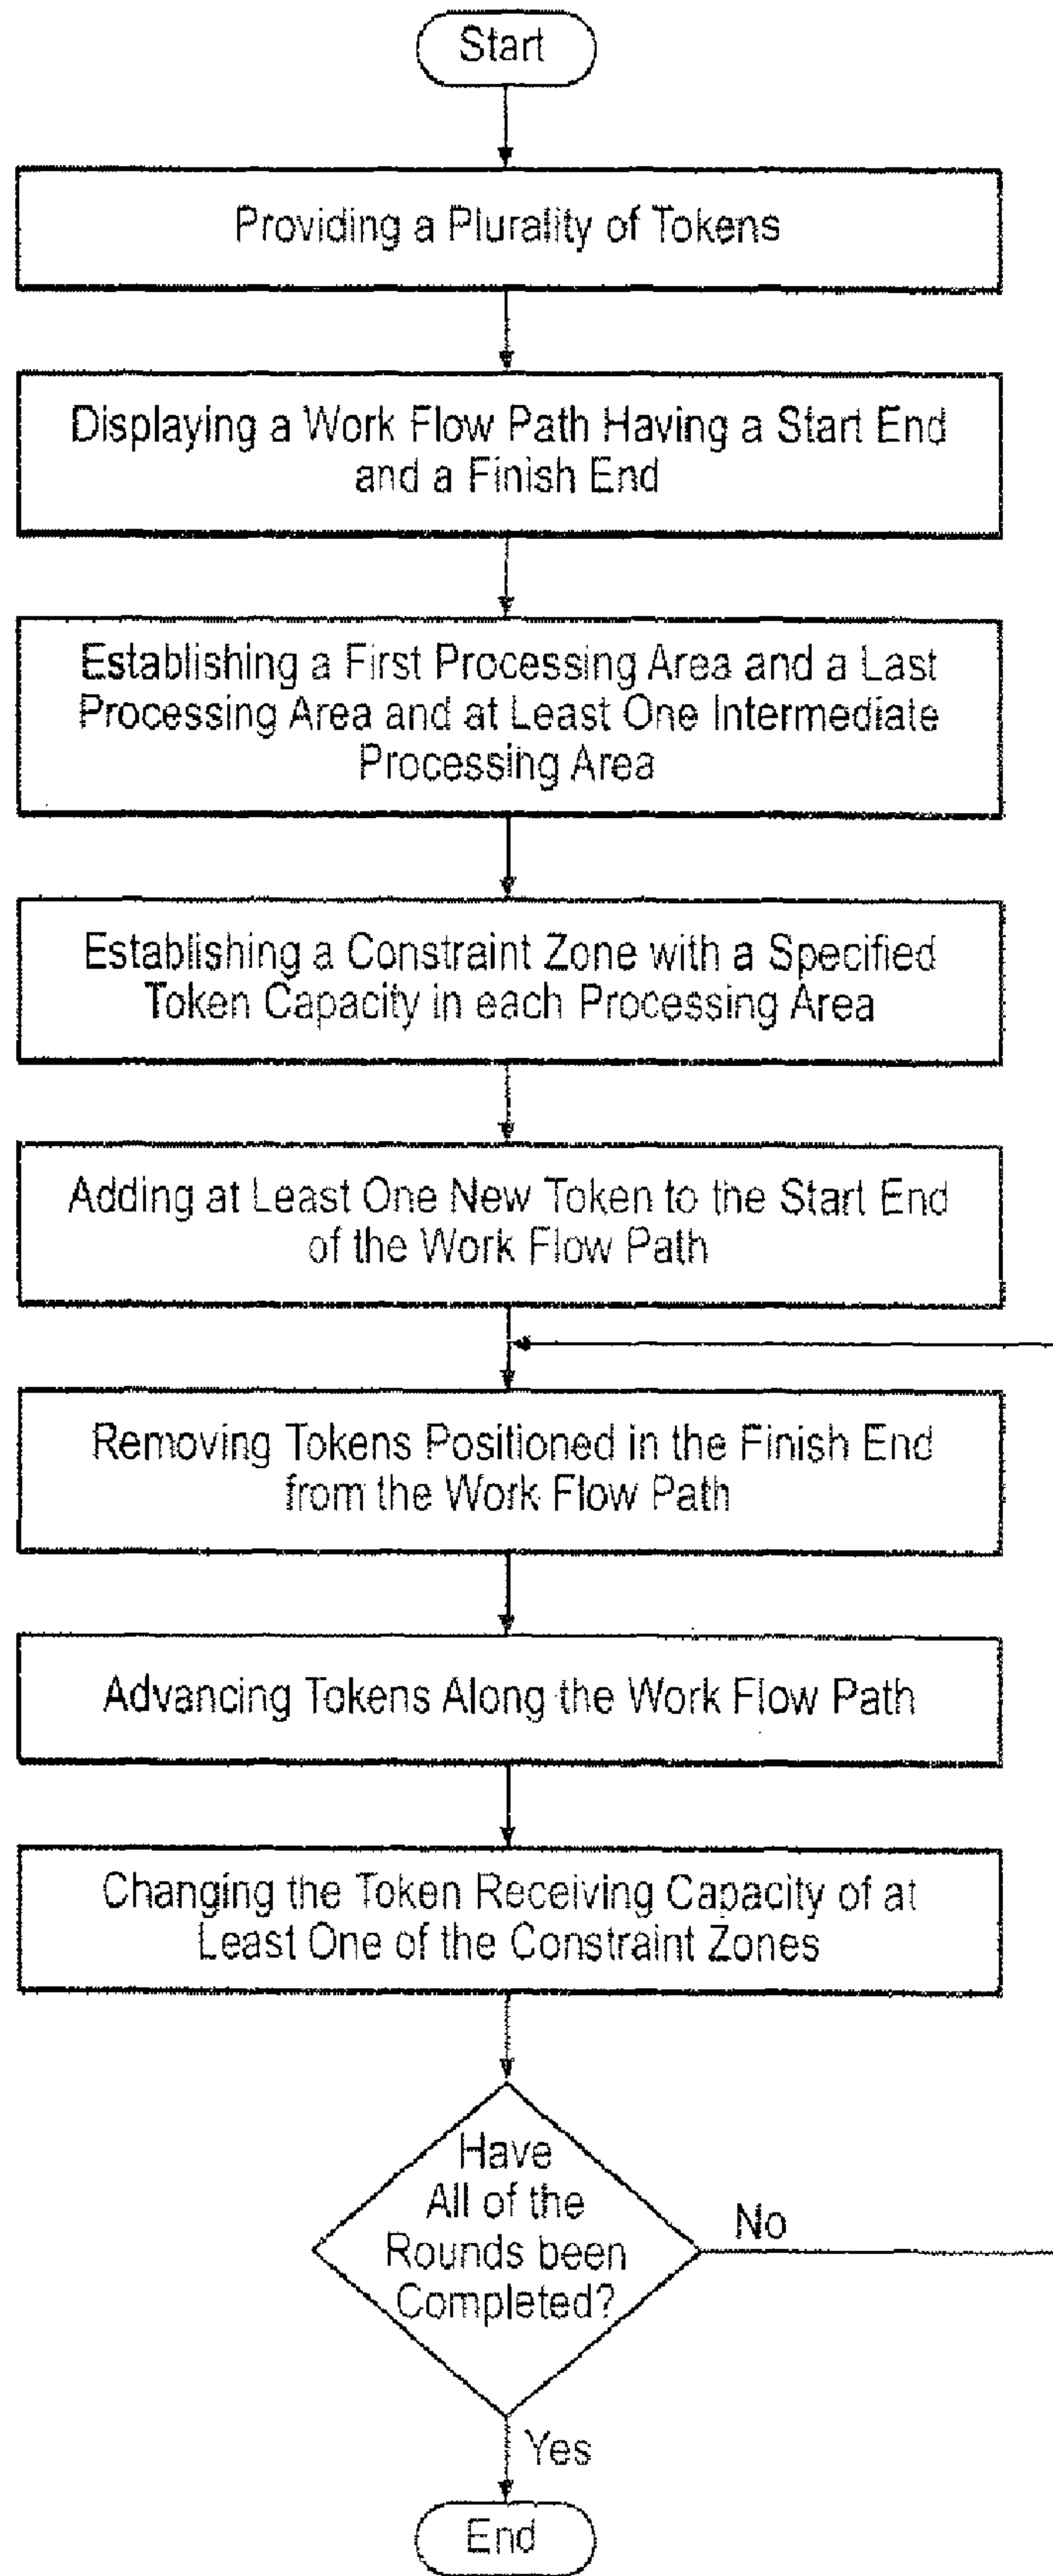 Start
Providing a Plurality of Tokens
Displaying a Work Flow Path Having a Start End
and a Finish End
Establishing a First Processing Area and a Last
Processing Area and at Least One Intermediate
Processing Area
Establishing a Constraint Zone with a Specified
Token Capacity in each Processing Area
Adding at Least One New Token to the Start End
of the Work Flow Path
Removing Tokens Positioned in the Finish End
from the Work Flow Path
Advancing Tokens Along the Work Flow Path
Changing the Token Receiving Capacity of at
Least One of the Constraint Zones
Have
All of the
Rounds been
Completed?
No
Yes
End